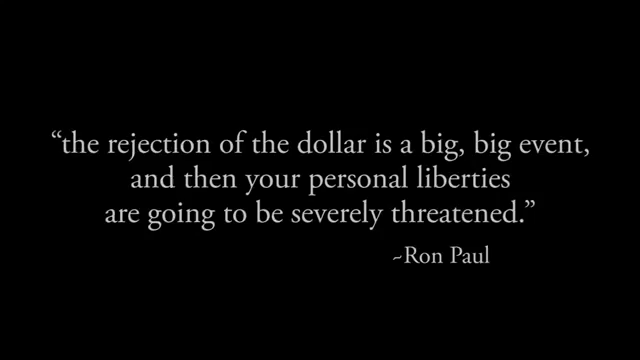 “the rejection of the dollar is a big, big event,
and then your personal liberties
are going to be severely threatened.”
~Ron Paul